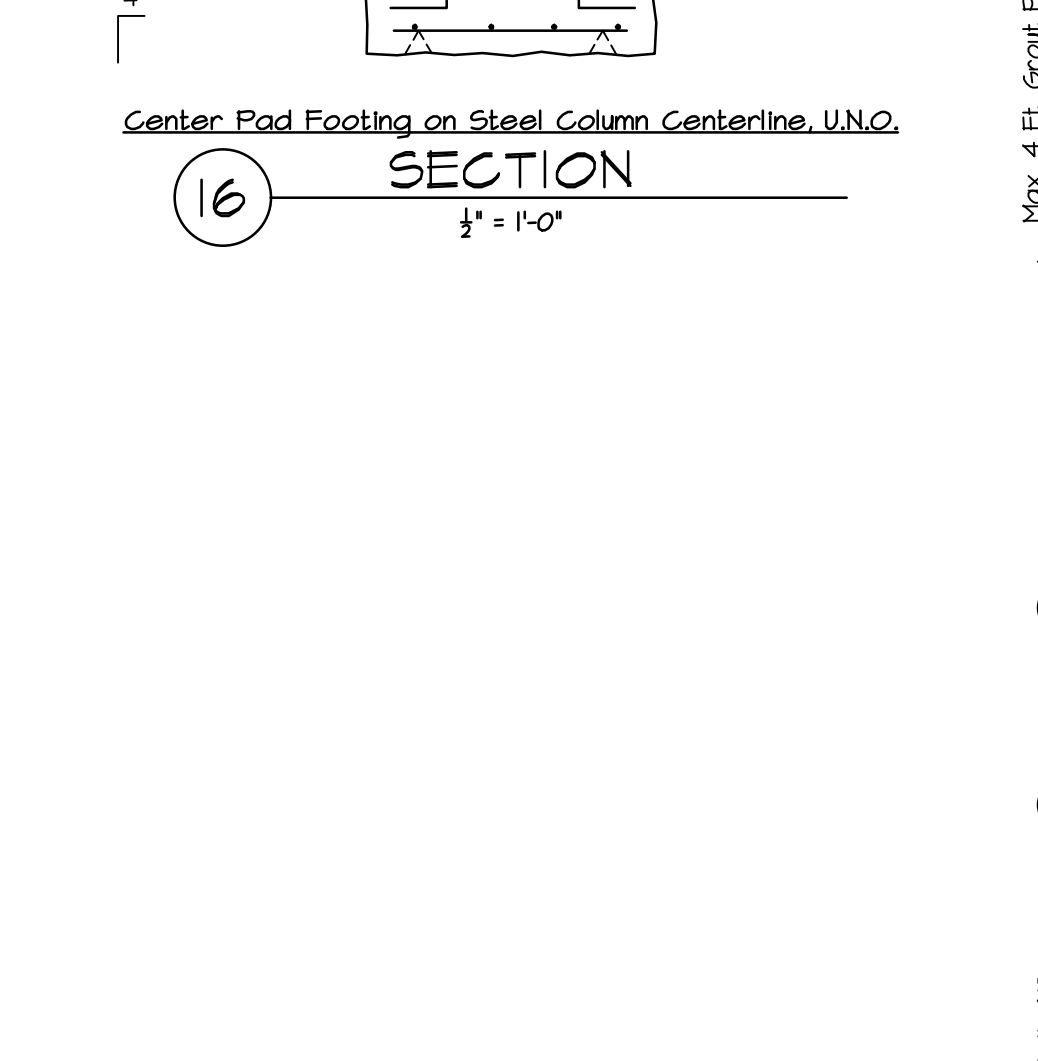 Center Pad Footing on Steel Column Centerline, U.N.O.
SECTION
16
½" = 1'-0"
Max 4 Ft. Grout